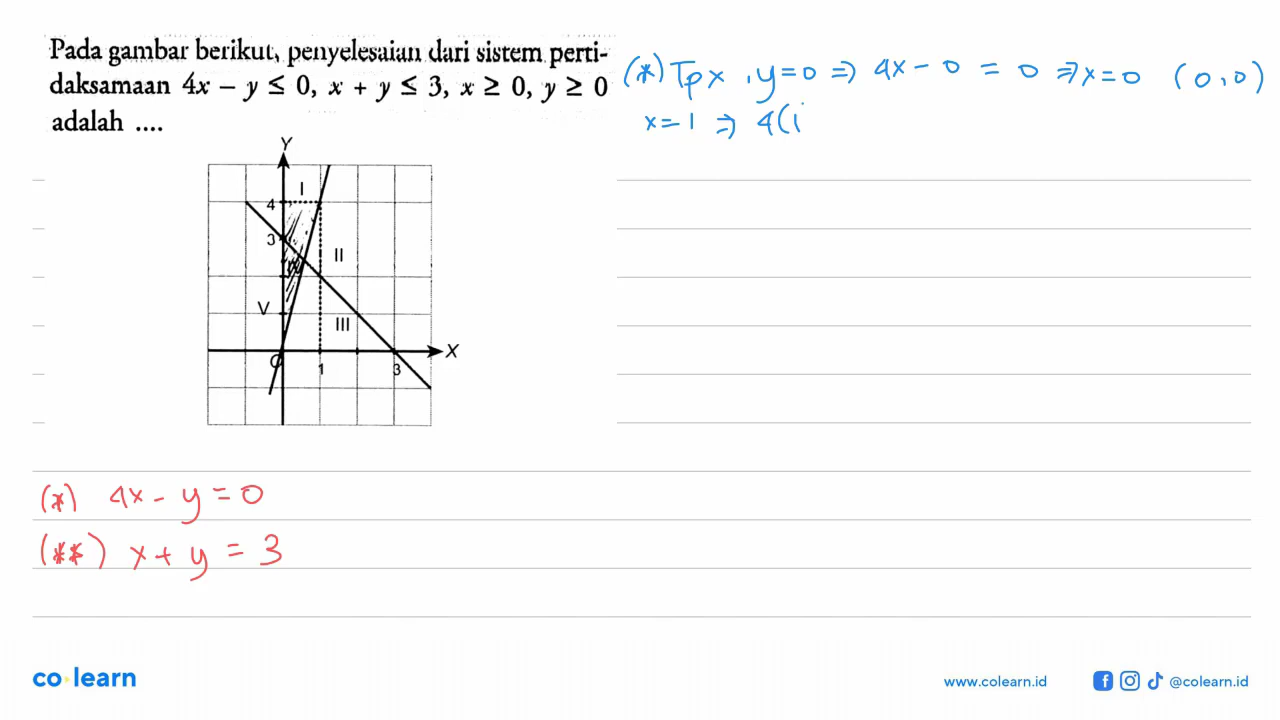 Pada gambar berikut, penyelesaian dari sistem perti-
daksamaan 4x − y ≤ 0, x + y ≤ 3, x ≥ 0, y ≥ 0
adalah ....
(*) Tp x , y = 0 ⇒ 4x − 0 = 0 ⇒ x = 0 (0,0)
x = 1 ⇒ 4(1
Y
I
4
3
II
V
III
O
1
3
X
(*) 4x − y = 0
(**) x + y = 3
co·learn
www.colearn.id
@colearn.id